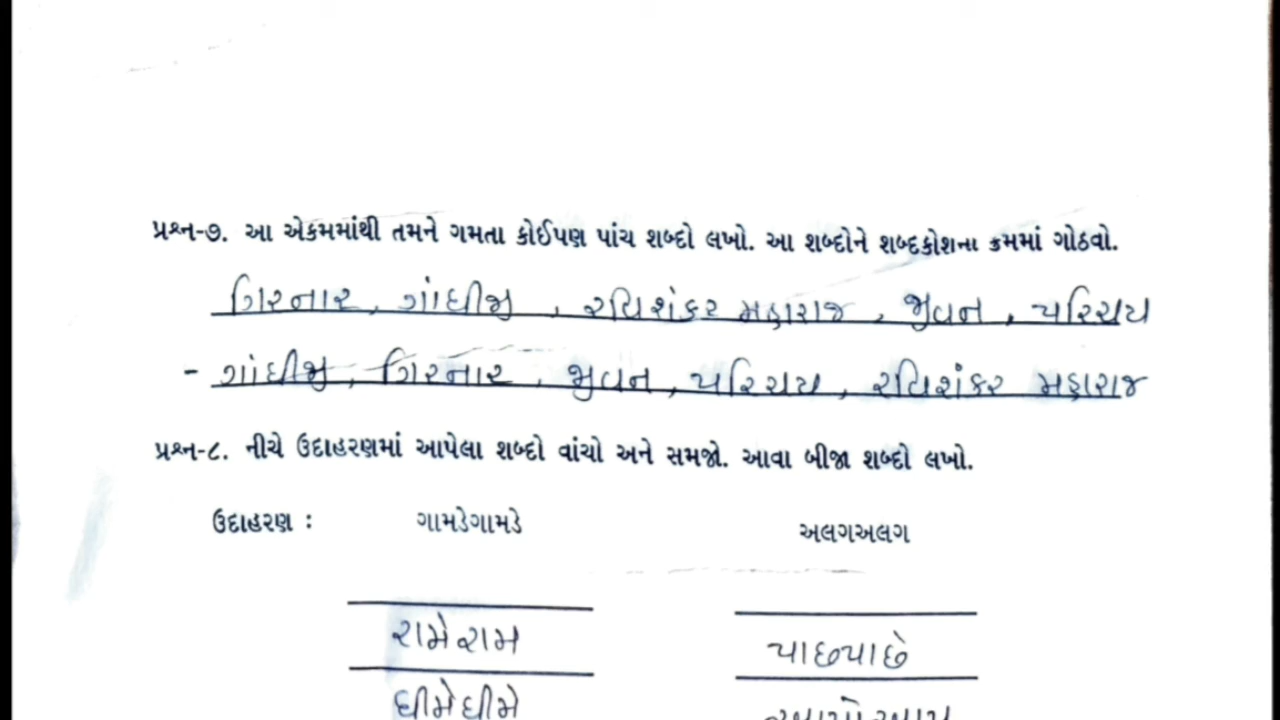 પ્રશ્ન-૭. આ એકમમાંથી તમને ગમતા કોઈપણ પાંચ શબ્દો લખો. આ શબ્દોને શબ્દકોશના ક્રમમાં ગોઠવો.
ગિરનાર, ગાંધીજી, રવિશંકર મહારાજ, જીવન, પરિચય
- ગાંધીજી, ગિરનાર, જીવન, પરિચય, રવિશંકર મહારાજ
પ્રશ્ન-૮. નીચે ઉદાહરણમાં આપેલા શબ્દો વાંચો અને સમજો. આવા બીજા શબ્દો લખો.
ઉદાહરણ : ગામડેગામડે અલગઅલગ
રામેરામ
ધીમેધીમે